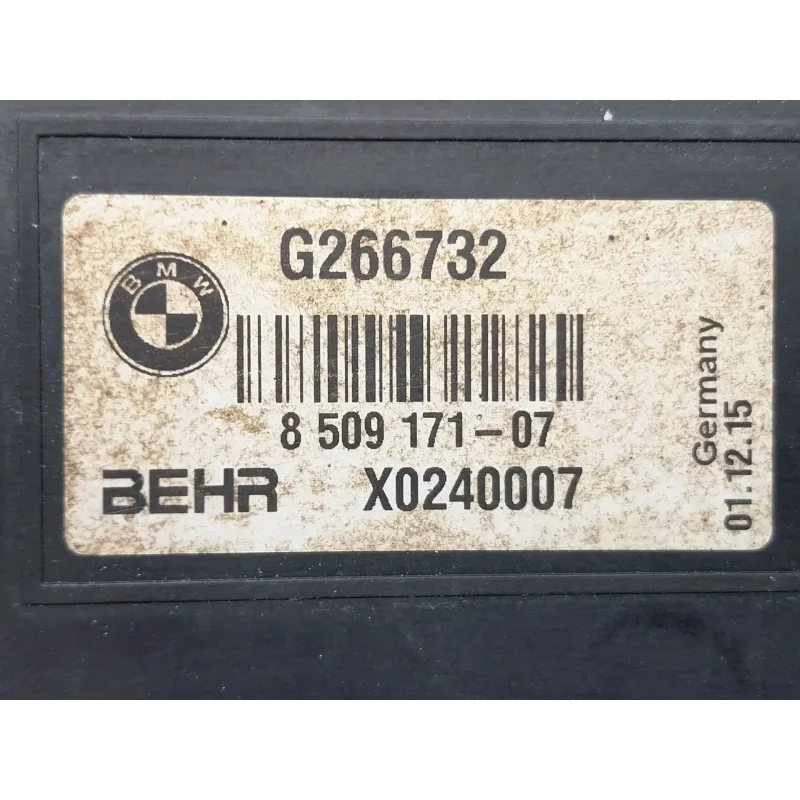 G266732
BMW
8 509 171-07
BEHR X0240007
Germany
01.12.15